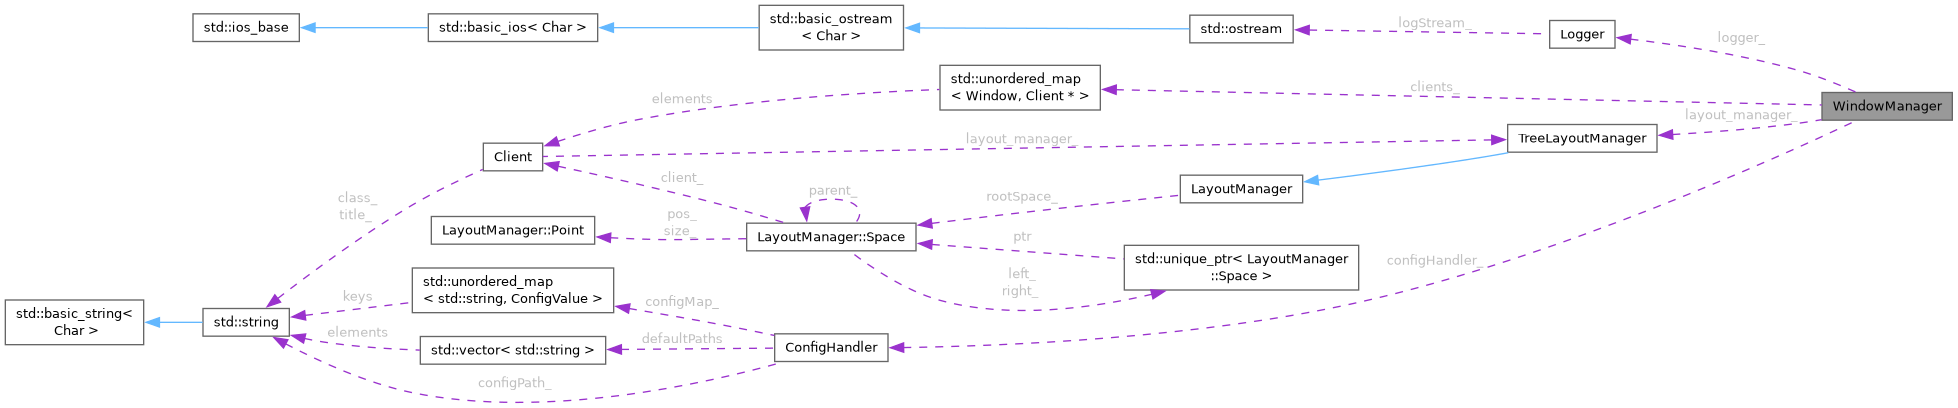 std::ios_base
std::basic_ios< Char >
std::basic_ostream
< Char >
std::ostream
logStream_
Logger
logger_
WindowManager
std::unordered_map
< Window, Client * >
clients_
elements
layout_manager_
TreeLayoutManager
layout_manager_
Client
client_
parent_
LayoutManager
rootSpace_
class_
title_
LayoutManager::Point
pos_
size_
LayoutManager::Space
ptr
std::unique_ptr< LayoutManager
::Space >
left_
right_
configHandler_
std::unordered_map
< std::string, ConfigValue >
keys
configMap_
std::basic_string<
Char >
std::string
elements
std::vector< std::string >
defaultPaths
ConfigHandler
configPath_